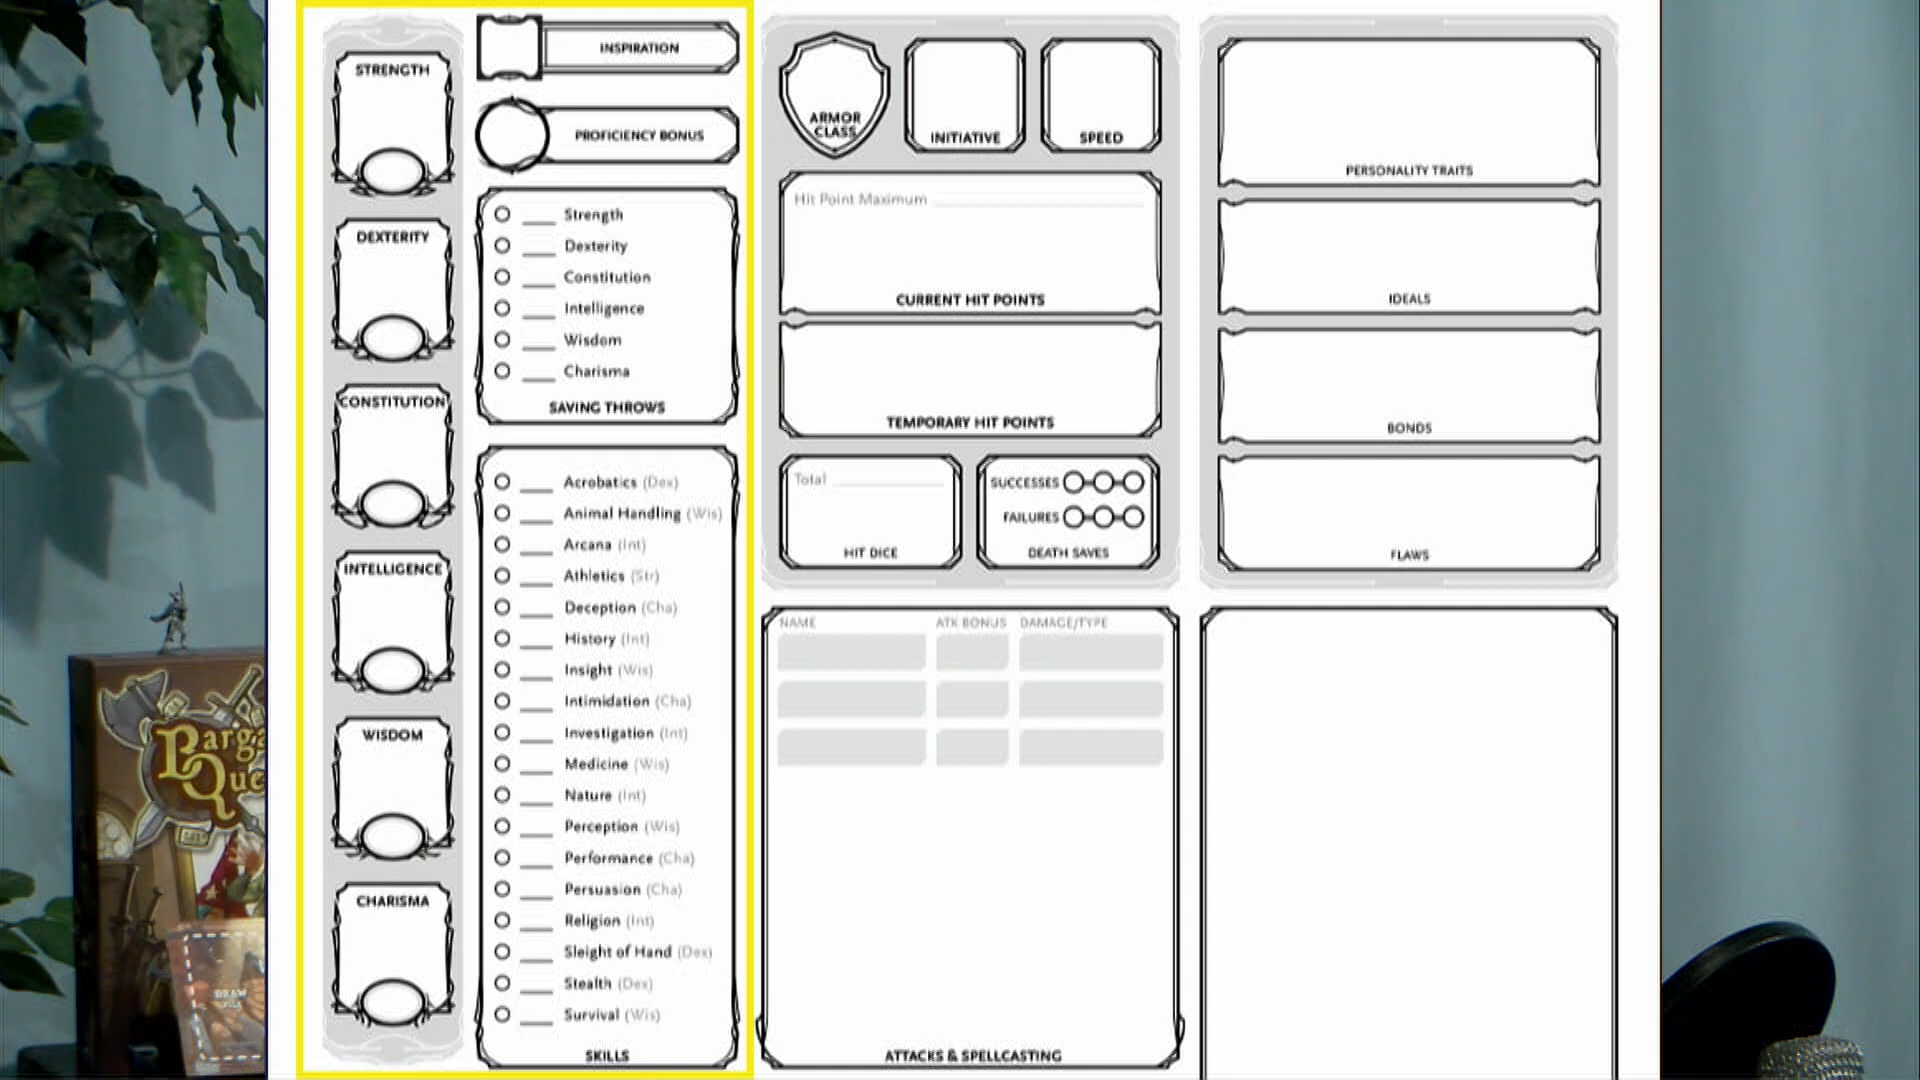 STRENGTH
DEXTERITY
CONSTITUTION
INTELLIGENCE
WISDOM
CHARISMA
INSPIRATION
PROFICIENCY BONUS
Strength
Dexterity
Constitution
Intelligence
Wisdom
Charisma
SAVING THROWS
Acrobatics (Dex)
Animal Handling (Wis)
Arcana (Int)
Athletics (Str)
Deception (Cha)
History (Int)
Insight (Wis)
Intimidation (Cha)
Investigation (Int)
Medicine (Wis)
Nature (Int)
Perception (Wis)
Performance (Cha)
Persuasion (Cha)
Religion (Int)
Sleight of Hand (Dex)
Stealth (Dex)
Survival (Wis)
SKILLS
ARMOR
CLASS
INITIATIVE
SPEED
Hit Point Maximum
CURRENT HIT POINTS
TEMPORARY HIT POINTS
Total
HIT DICE
SUCCESSES
FAILURES
DEATH SAVES
NAME ATK BONUS DAMAGE/TYPE
ATTACKS & SPELLCASTING
PERSONALITY TRAITS
IDEALS
BONDS
FLAWS
Barga
Que